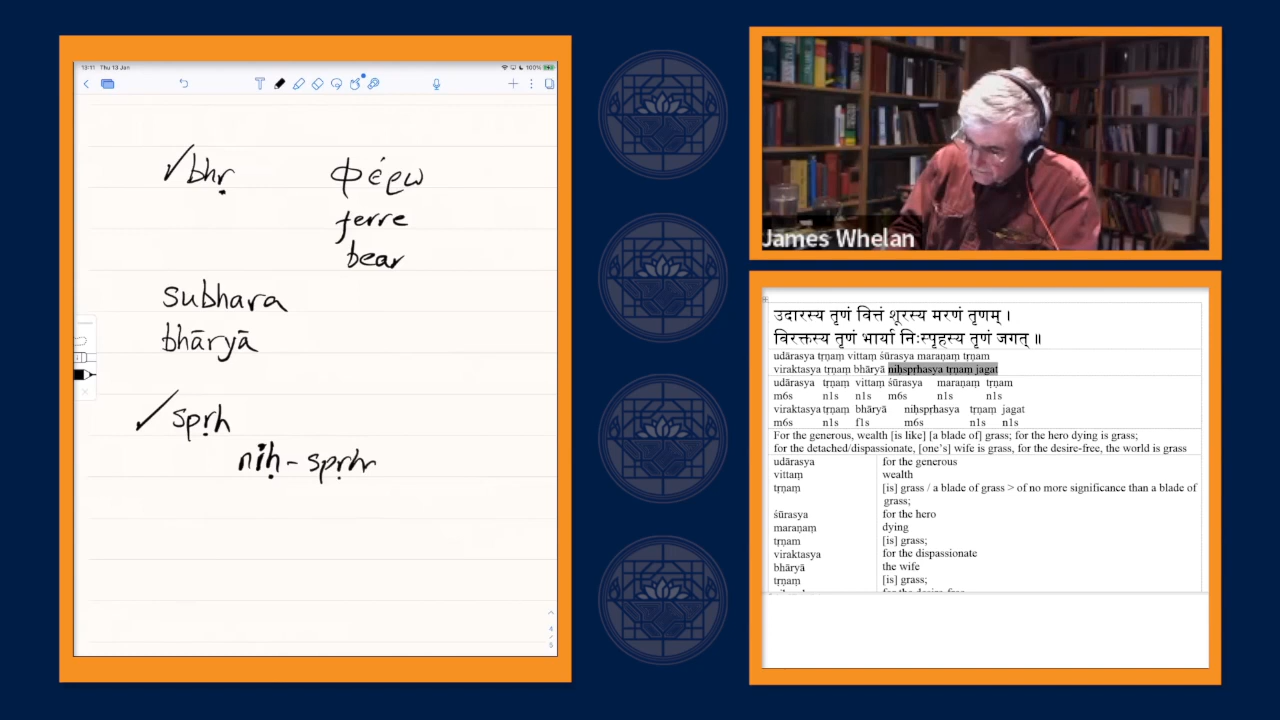 13:11 Thu 13 Jan
100%
√bhṛ φέρω
ferre
bear
subhara
bhāryā
√spṛh
niḥ-spṛh
4
/
5
James Whelan
उदारस्य तृणं वित्तं शूरस्य मरणं तृणम् ।
विरक्तस्य तृणं भार्या निःस्पृहस्य तृणं जगत् ॥
udārasya tṛṇaṃ vittaṃ śūrasya maraṇaṃ tṛṇam
viraktasya tṛṇaṃ bhāryā niḥspṛhasya tṛṇaṃ jagat
udārasya tṛṇaṃ vittaṃ śūrasya maraṇaṃ tṛṇam
m6s n1s n1s m6s n1s n1s
viraktasya tṛṇaṃ bhāryā niḥspṛhasya tṛṇaṃ jagat
m6s n1s f1s m6s n1s n1s
For the generous, wealth [is like] [a blade of] grass; for the hero dying is grass;
for the detached/dispassionate, [one's] wife is grass, for the desire-free, the world is grass
udārasya for the generous
vittaṃ wealth
tṛṇaṃ [is] grass / a blade of grass > of no more significance than a blade of
grass;
śūrasya for the hero
maraṇaṃ dying
tṛṇam [is] grass;
viraktasya for the dispassionate
bhāryā the wife
tṛṇaṃ [is] grass;